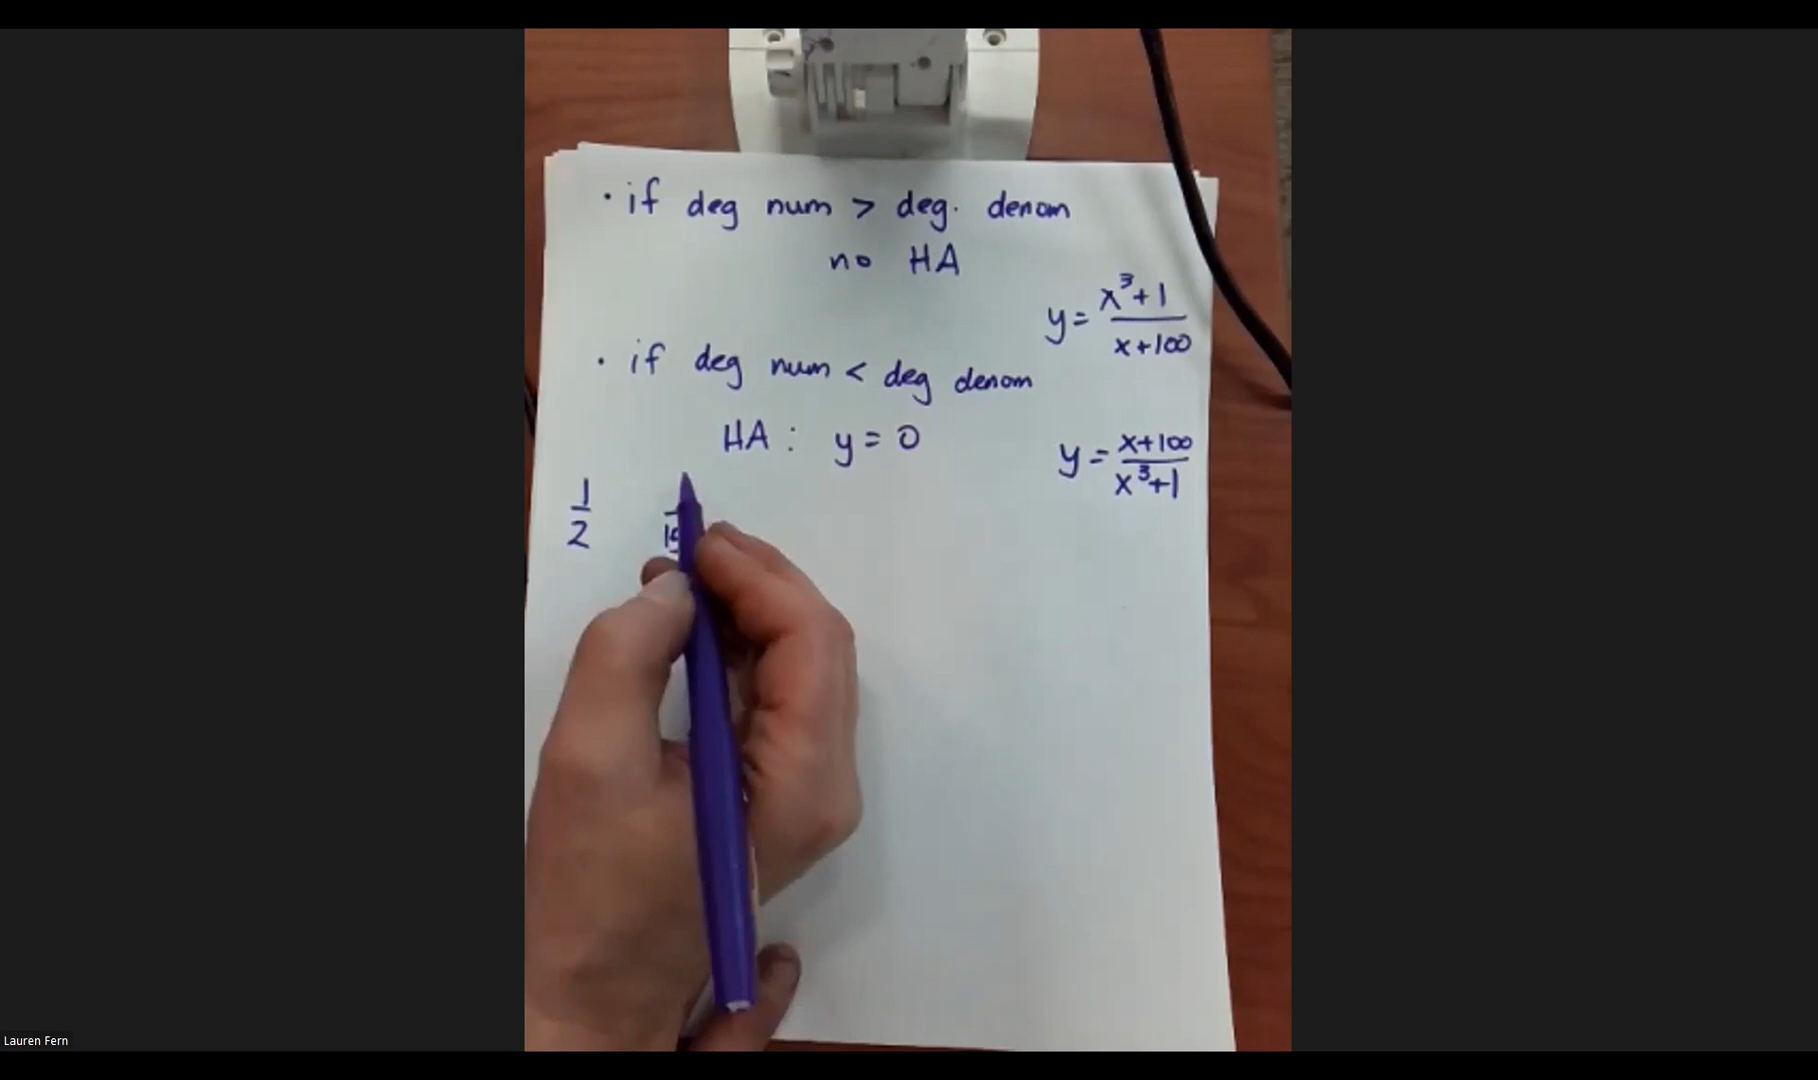 · if deg num > deg. denom
no HA
y = x³+1 / x+100
· if deg num < deg denom
HA : y = 0
y = x+100 / x³+1
1/2
Lauren Fern